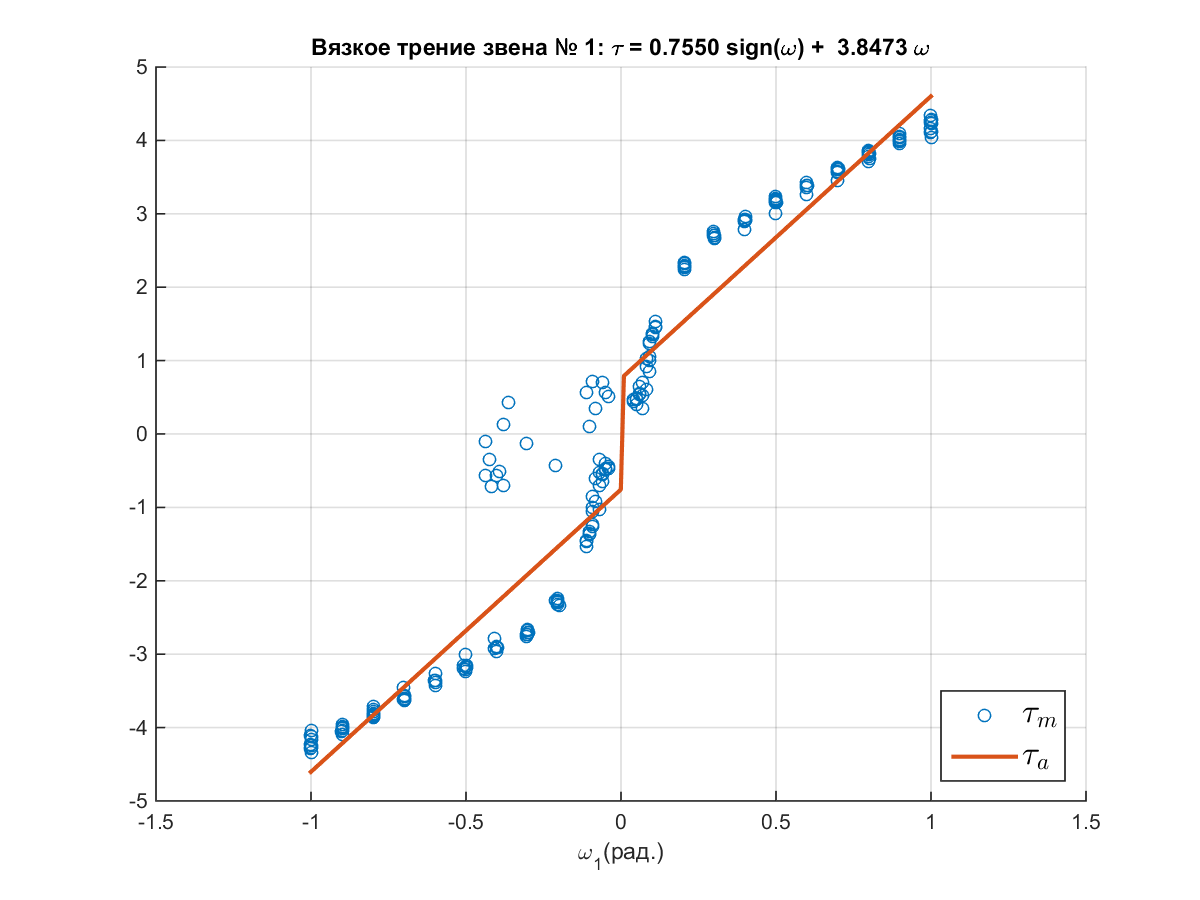 Вязкое трение звена № 1: τ = 0.7550 sign(ω) + 3.8473 ω
5
4
3
2
1
0
-1
-2
-3
-4
-5
-1.5 -1 -0.5 0 0.5 1 1.5
ω₁(рад.)
τₘ
τₐ